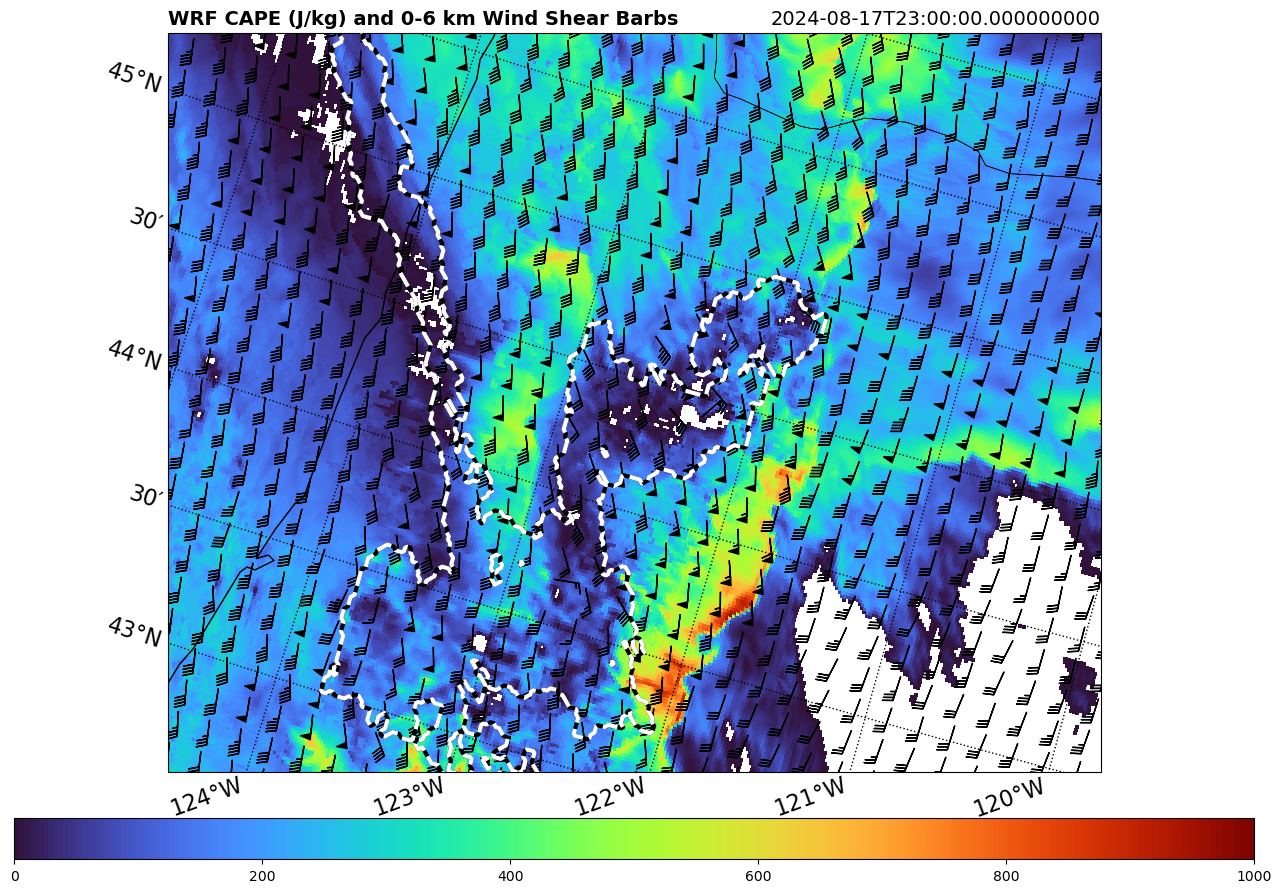 WRF CAPE (J/kg) and 0-6 km Wind Shear Barbs 2024-08-17T23:00:00.000000000
45°N
30′
44°N
30′
43°N
124°W 123°W 122°W 121°W 120°W
0 200 400 600 800 1000